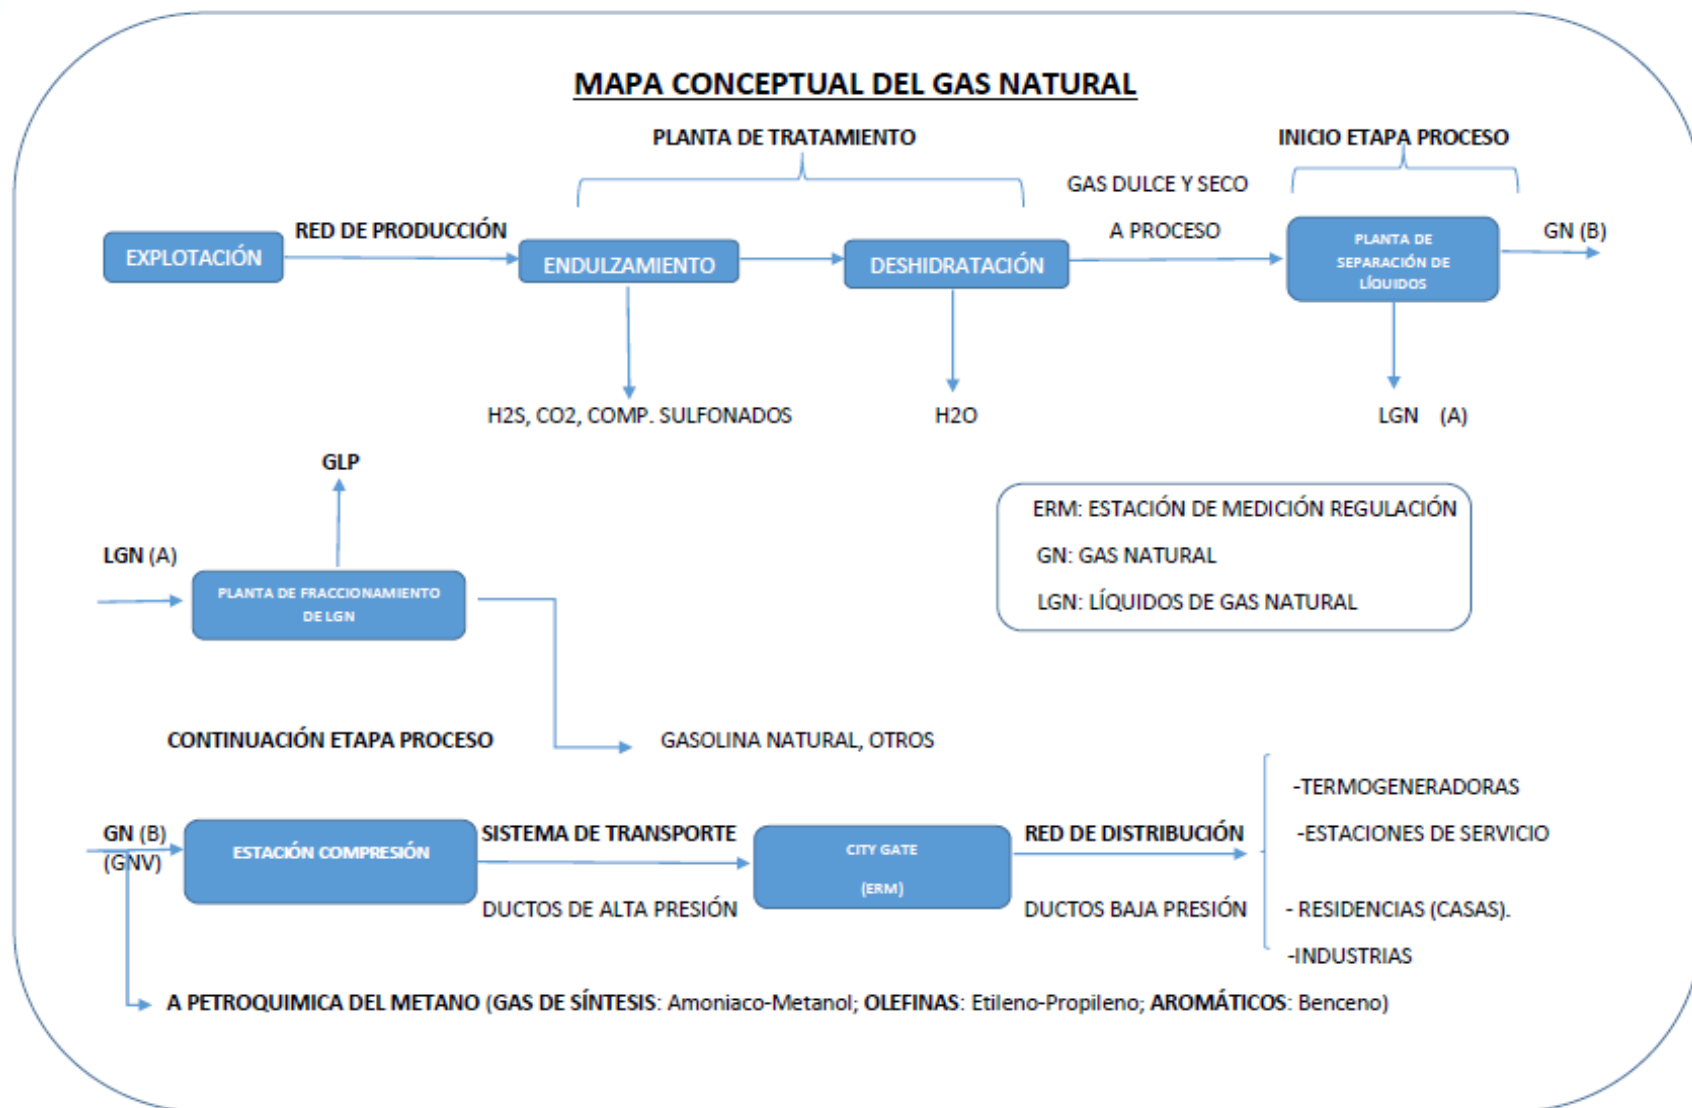 MAPA CONCEPTUAL DEL GAS NATURAL
PLANTA DE TRATAMIENTO
INICIO ETAPA PROCESO
GAS DULCE Y SECO
A PROCESO
EXPLOTACIÓN
RED DE PRODUCCIÓN
ENDULZAMIENTO
DESHIDRATACIÓN
PLANTA DE
SEPARACIÓN DE
LÍQUIDOS
GN (B)
H2S, CO2, COMP. SULFONADOS
H2O
LGN (A)
GLP
LGN (A)
PLANTA DE FRACCIONAMIENTO
DE LGN
ERM: ESTACIÓN DE MEDICIÓN REGULACIÓN
GN: GAS NATURAL
LGN: LÍQUIDOS DE GAS NATURAL
CONTINUACIÓN ETAPA PROCESO
GASOLINA NATURAL, OTROS
GN (B)
(GNV)
ESTACIÓN COMPRESIÓN
SISTEMA DE TRANSPORTE
DUCTOS DE ALTA PRESIÓN
CITY GATE
(ERM)
RED DE DISTRIBUCIÓN
DUCTOS BAJA PRESIÓN
-TERMOGENERADORAS
-ESTACIONES DE SERVICIO
- RESIDENCIAS (CASAS).
-INDUSTRIAS
A PETROQUIMICA DEL METANO (GAS DE SÍNTESIS: Amoniaco-Metanol; OLEFINAS: Etileno-Propileno; AROMÁTICOS: Benceno)